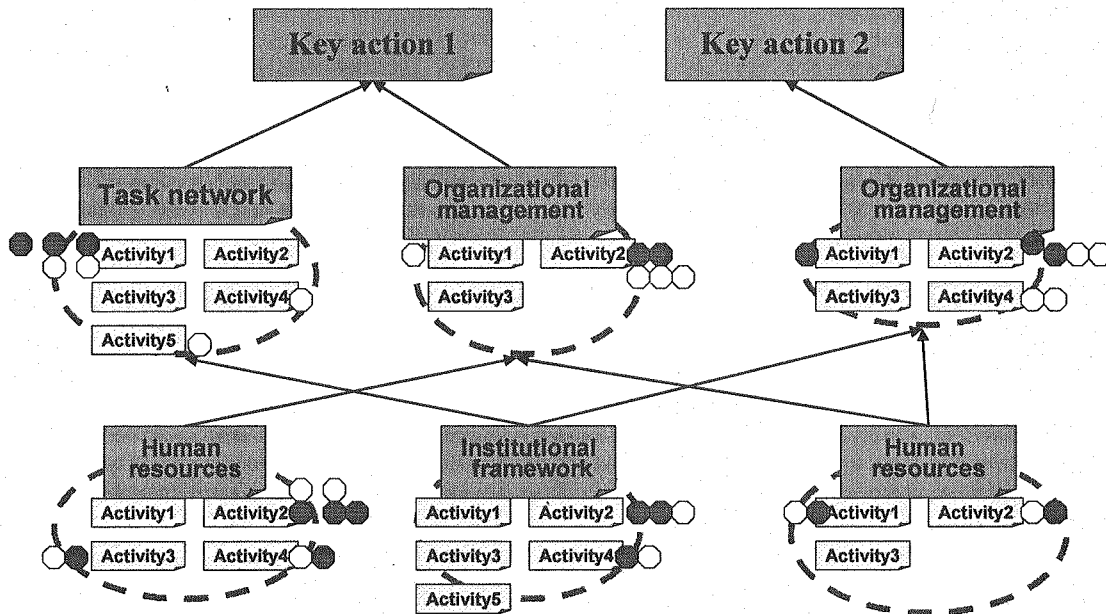 Key action 1
Key action 2
Task network
Organizational
management
Organizational
management
Activity1
Activity2
Activity1
Activity2
Activity1
Activity2
Activity3
Activity4
Activity3
Activity3
Activity4
Activity5
Human
resources
Institutional
framework
Human
resources
Activity1
Activity2
Activity1
Activity2
Activity1
Activity2
Activity3
Activity4
Activity3
Activity4
Activity3
Activity5